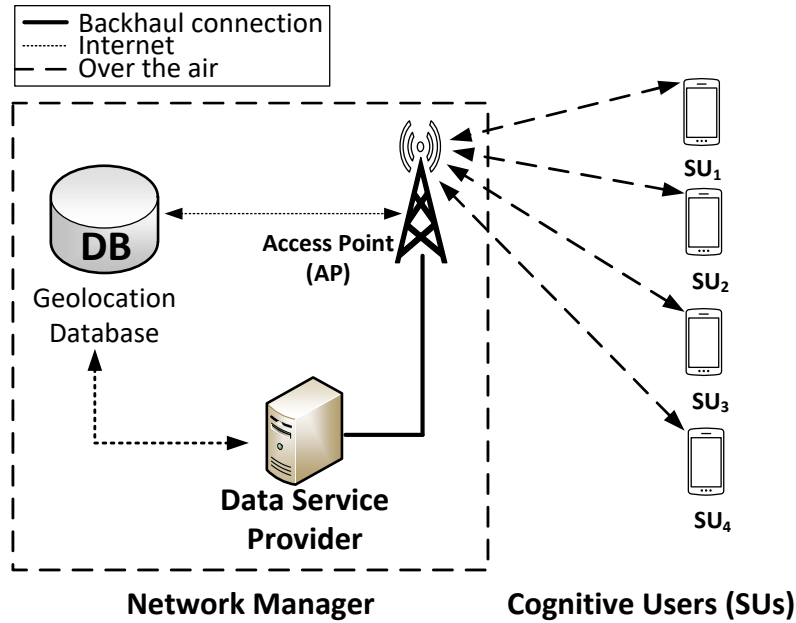 Backhaul connection
Internet
Over the air
SU₁
DB
Access Point
(AP)
SU₂
Geolocation
Database
SU₃
Data Service
Provider
SU₄
Network Manager
Cognitive Users (SUs)